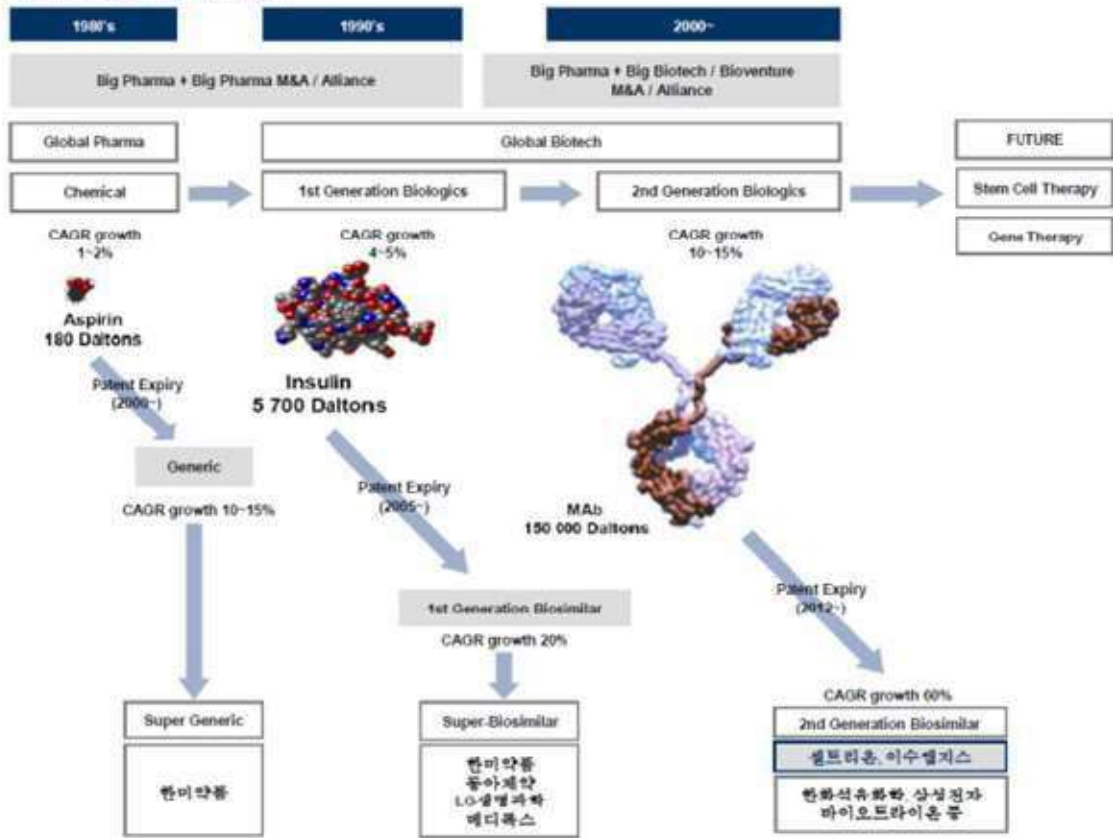 1980's
1990's
2000~
Big Pharma + Big Pharma M&A / Alliance
Big Pharma + Big Biotech / Bioventure
M&A / Alliance
Global Pharma
Global Biotech
FUTURE
Chemical
1st Generation Biologics
2nd Generation Biologics
Stem Cell Therapy
Gene Therapy
CAGR growth
1~2%
CAGR growth
4~5%
CAGR growth
10~15%
Aspirin
180 Daltons
Insulin
5 700 Daltons
MAb
150 000 Daltons
Patent Expiry
(2000~)
Generic
CAGR growth 10~15%
Patent Expiry
(2005~)
1st Generation Biosimilar
CAGR growth 20%
Patent Expiry
(2012~)
CAGR growth 60%
Super Generic
한미약품
Super-Biosimilar
한미약품
동아제약
LG생명과학
메디톡스
2nd Generation Biosimilar
셀트리온, 이수앱지스
한화석유화학, 삼성전자
바이오트라이온 등